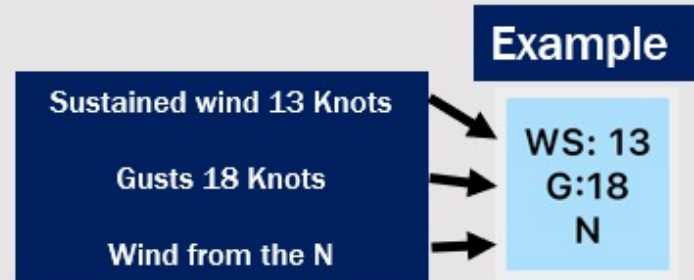 Example
Sustained wind 13 Knots
Gusts 18 Knots
Wind from the N
WS: 13
G:18
N